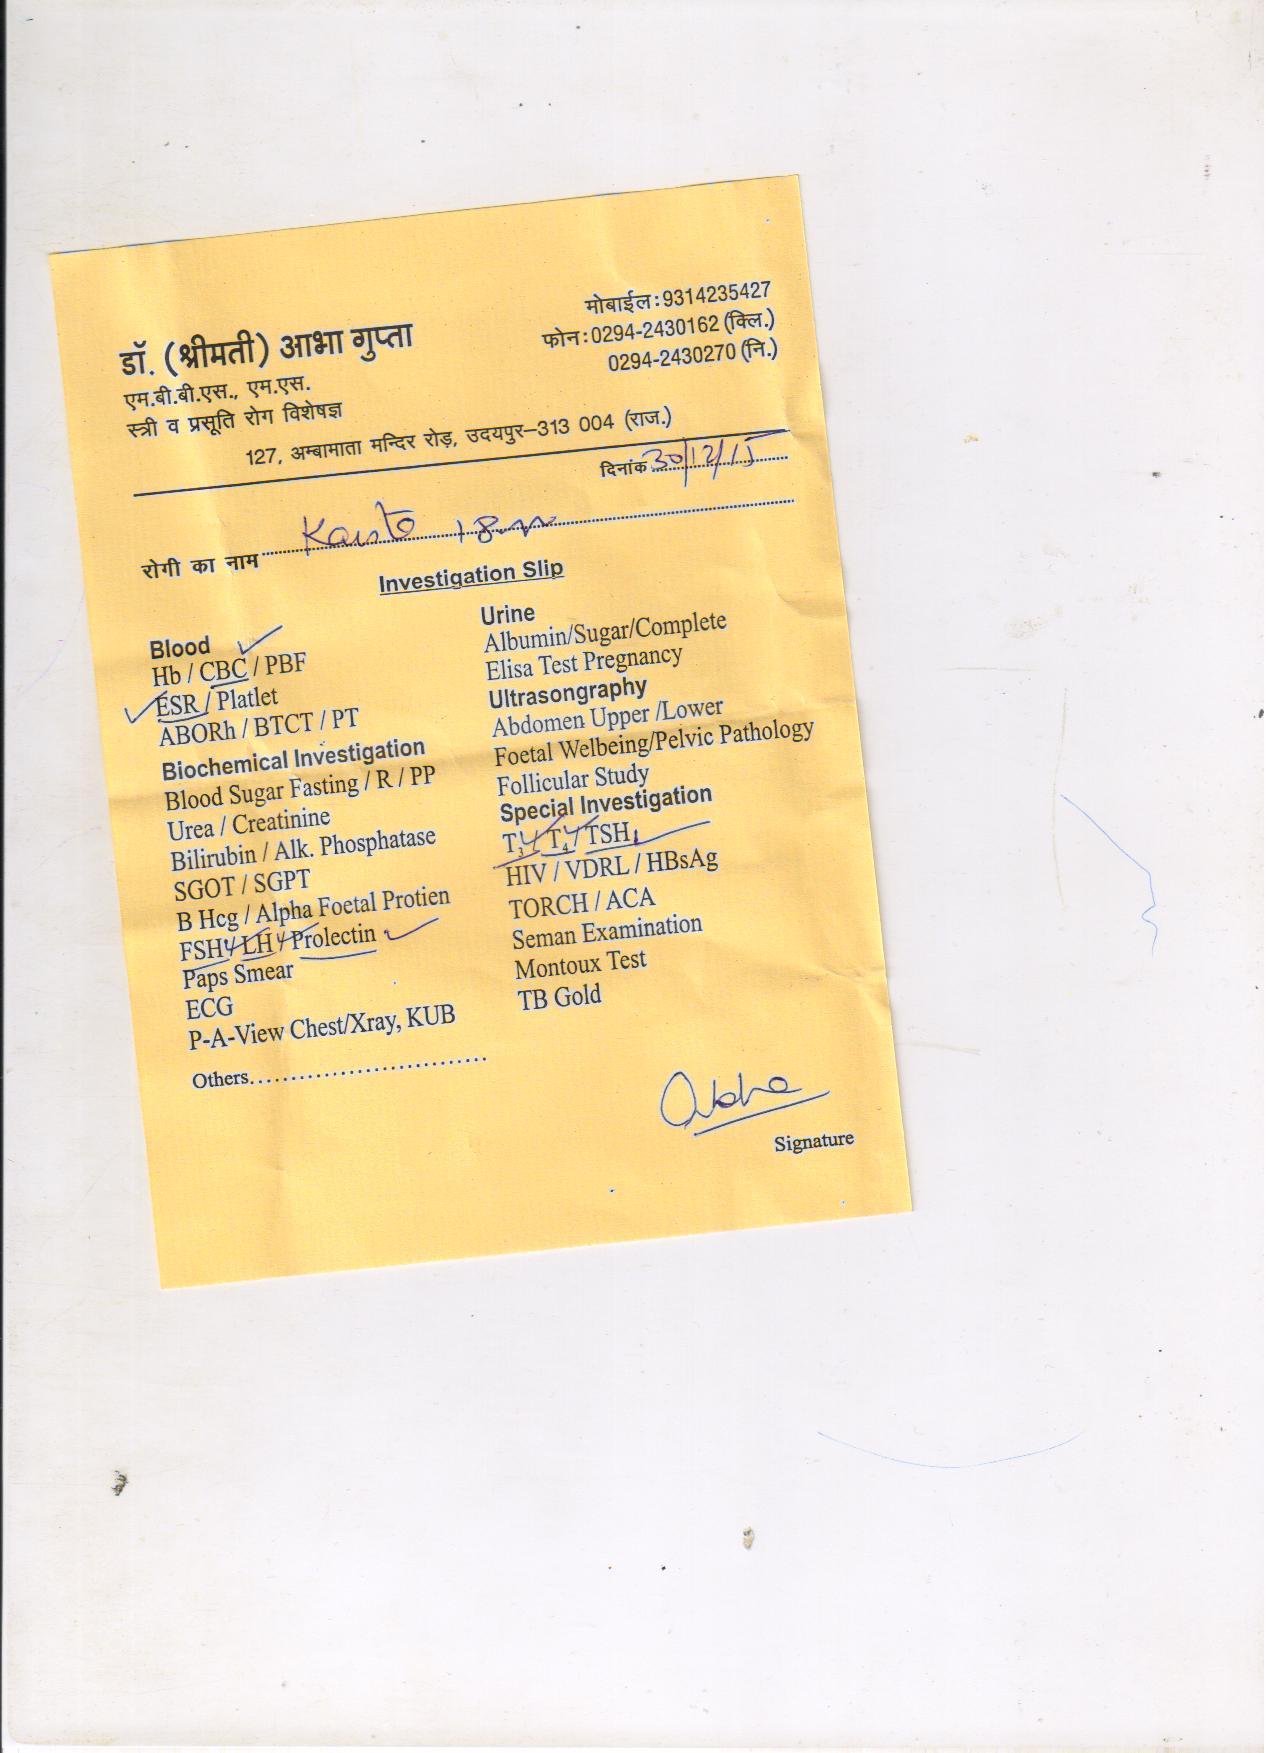 मोबाईल:9314235427
डॉ. (श्रीमती) आभा गुप्ता
फोन:0294-2430162 (क्लि.)
एम.बी.बी.एस., एम.एस.
0294-2430270 (नि.)
स्त्री व प्रसूति रोग विशेषज्ञ
127, अम्बामाता मन्दिर रोड़, उदयपुर–313 004 (राज.)
दिनांक 30/12/15
रोगी का नाम 18
Investigation Slip
Blood
Hb / CBC / PBF
ESR / Platlet
ABORh / BTCT / PT
Biochemical Investigation
Blood Sugar Fasting / R / PP
Urea / Creatinine
Bilirubin / Alk. Phosphatase
SGOT / SGPT
B Hcg / Alpha Foetal Protien
FSH / LH / Prolectin
Paps Smear
ECG
P-A-View Chest/Xray, KUB
Others............................
Urine
Albumin/Sugar/Complete
Elisa Test Pregnancy
Ultrasongraphy
Abdomen Upper /Lower
Foetal Welbeing/Pelvic Pathology
Follicular Study
Special Investigation
T3 / T4 / TSH
HIV / VDRL / HBsAg
TORCH / ACA
Seman Examination
Montoux Test
TB Gold
Abha
Signature